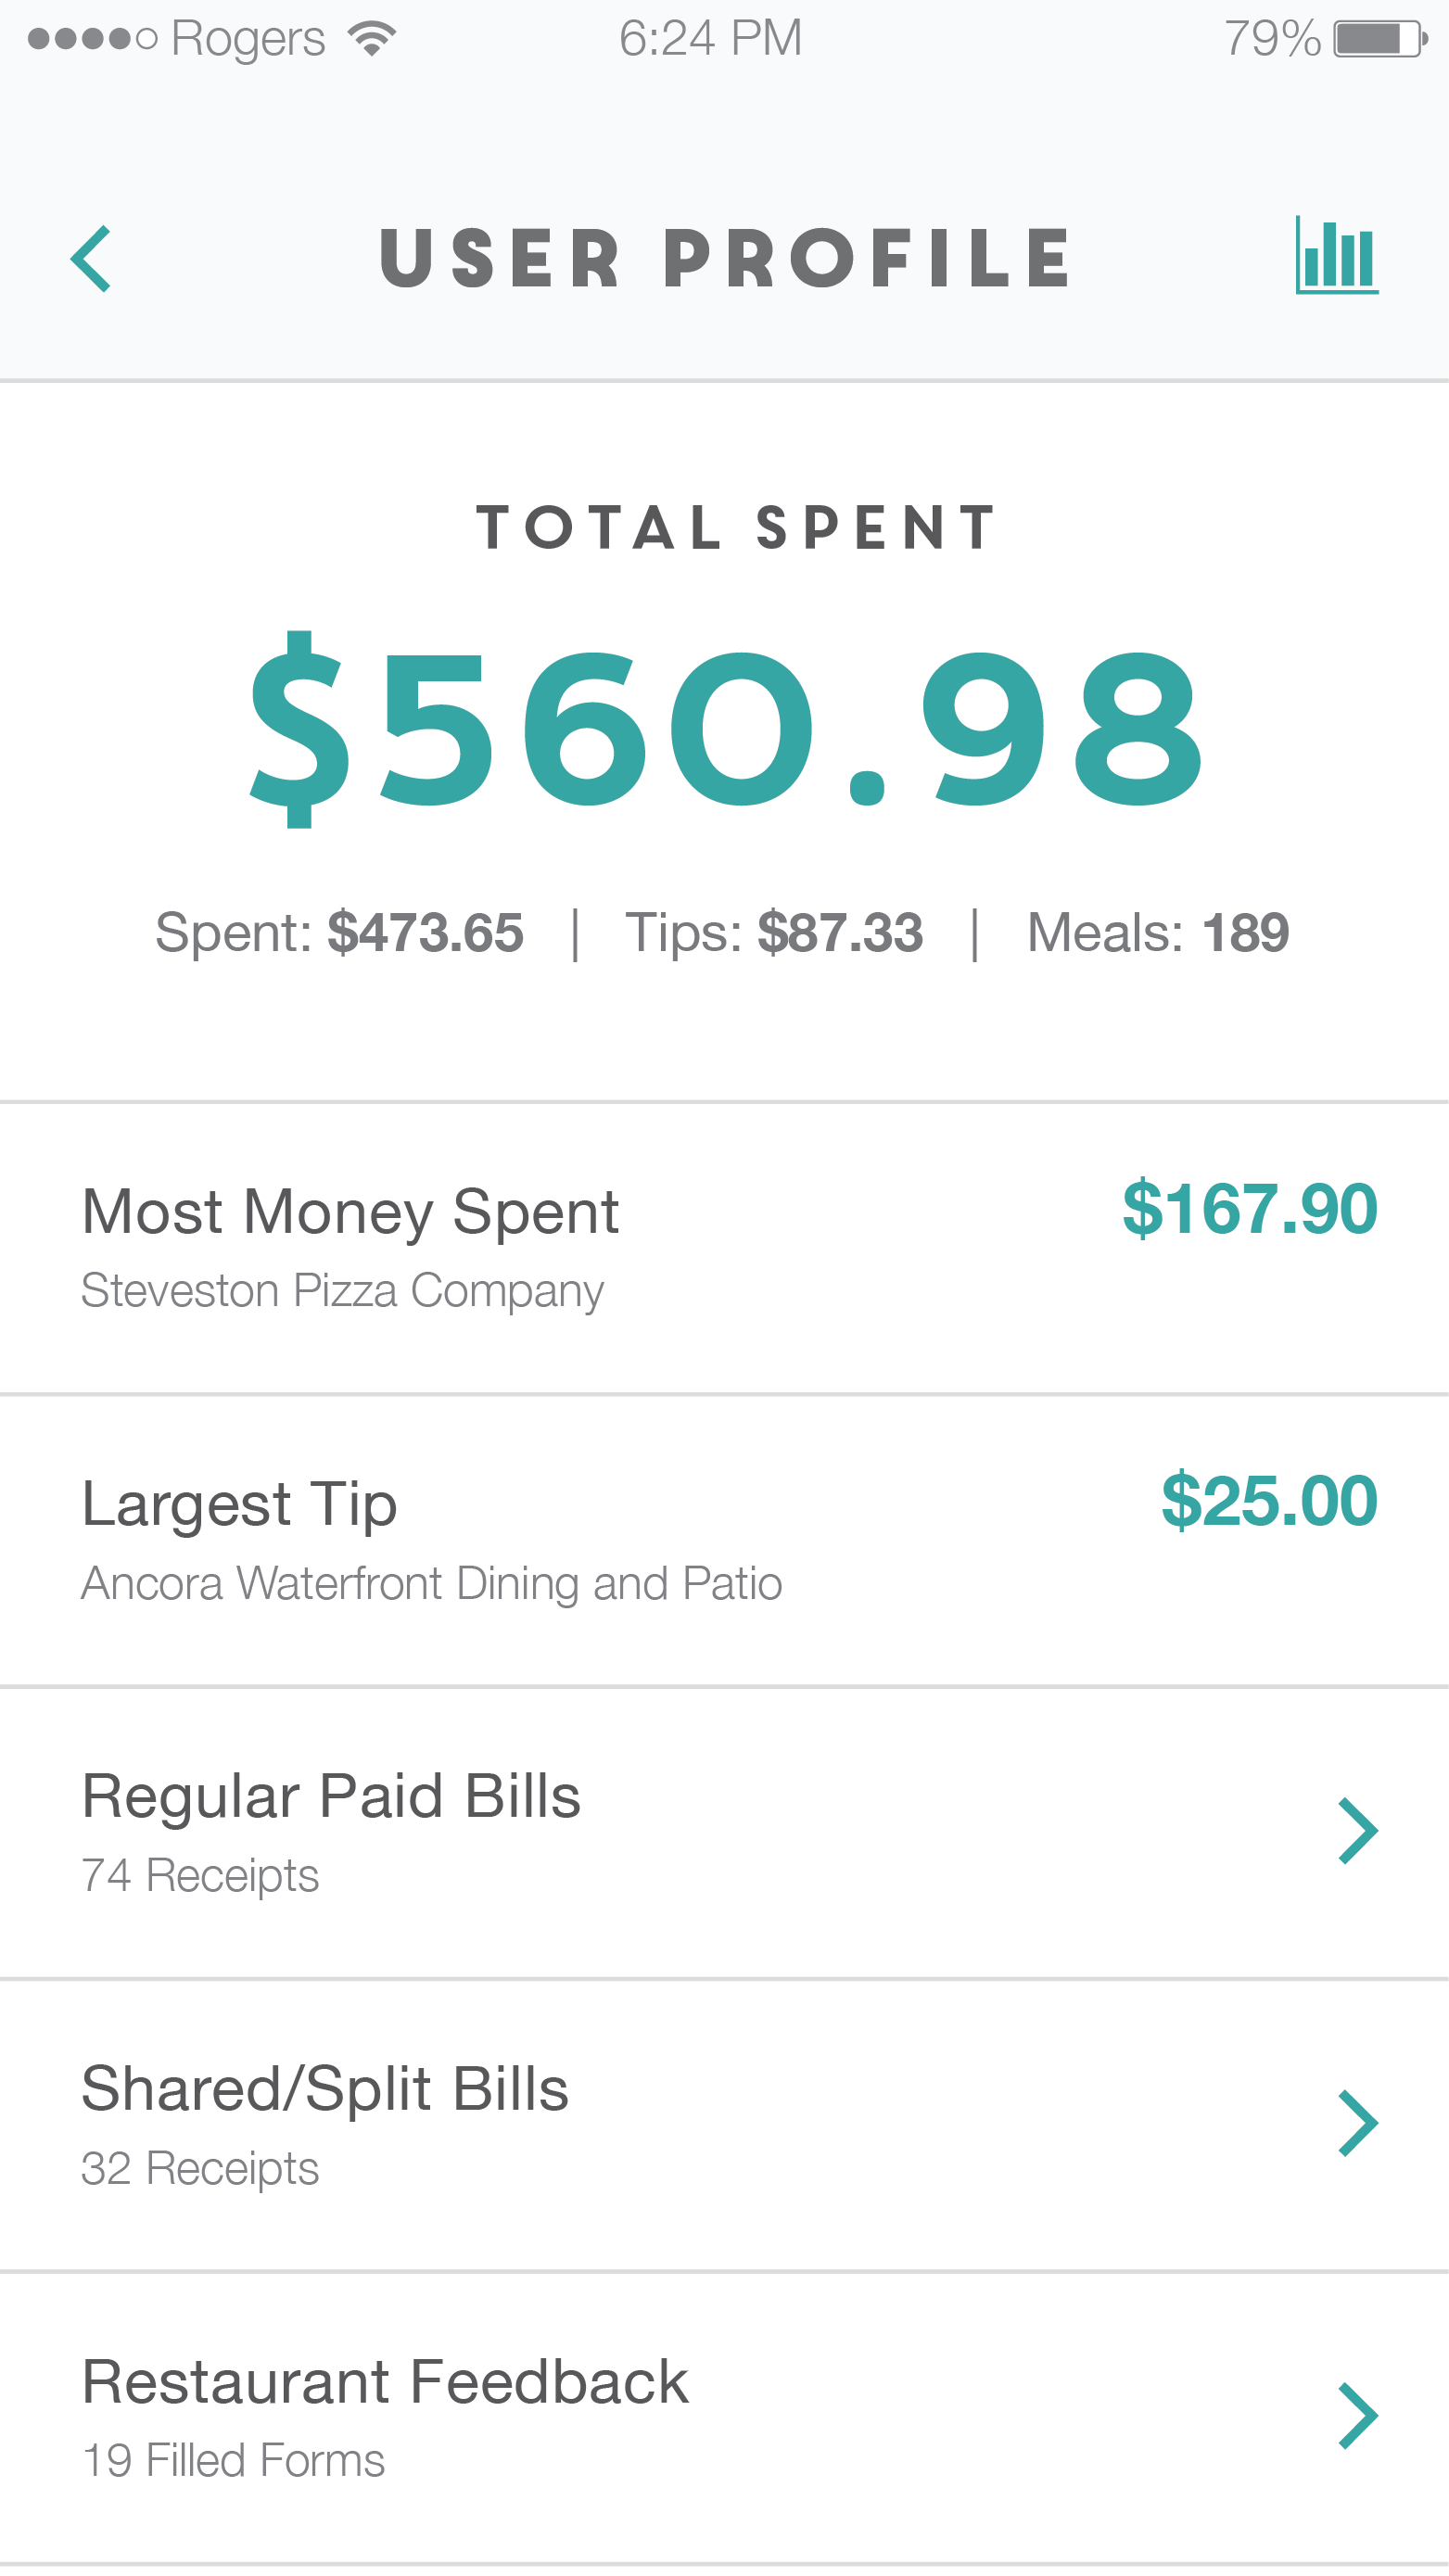 Rogers 6:24 PM 79%
USER PROFILE
TOTAL SPENT
$560.98
Spent: $473.65 | Tips: $87.33 | Meals: 189
Most Money Spent $167.90
Steveston Pizza Company
Largest Tip $25.00
Ancora Waterfront Dining and Patio
Regular Paid Bills
74 Receipts
Shared/Split Bills
32 Receipts
Restaurant Feedback
19 Filled Forms